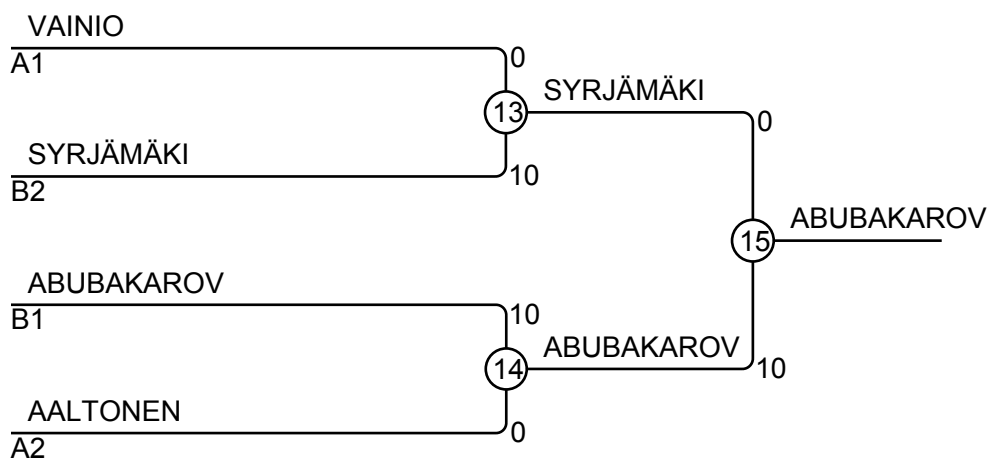 VAINIO
A1
0
13
SYRJÄMÄKI
0
SYRJÄMÄKI
B2
10
15
ABUBAKAROV
ABUBAKAROV
B1
10
14
ABUBAKAROV
10
AALTONEN
A2
0